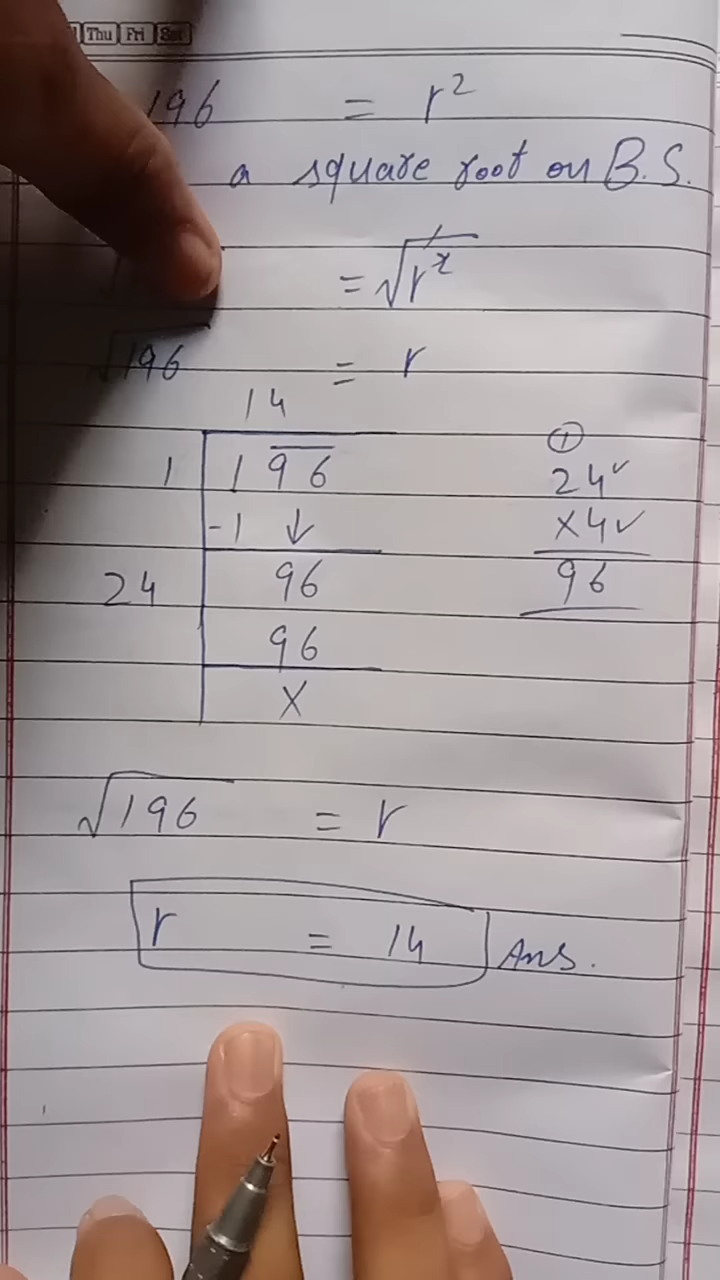 Thu Fri Sat
196 = r²
a square root on B.S.
= √r²
√196 = r
14
1 196 ①
-1 ↓ 24✓
24 96 ×4✓
96 96
×
√196 = r
r = 14 Ans.